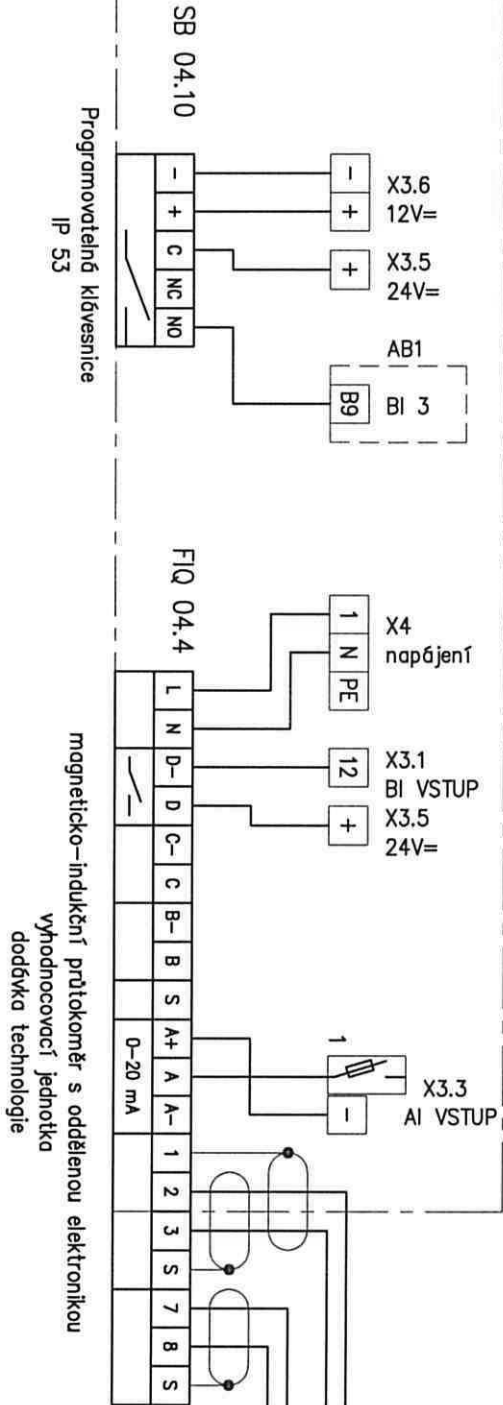 X3.6
12V=
X3.5
24V=
AB1
BI 3
B9
- +
+
SB 04.10
- + C NC NO
Programovatelná klávesnice
IP 53
X4
napájení
1 N PE
X3.1
BI VSTUP
12
X3.5
24V=
+
1
X3.3
AI VSTUP
-
FIQ 04.4
L N D- D C- C B- B S A+ A A- 1 2 3 S 7 8 S
0-20 mA
magneticko-indukční průtokoměr s oddělenou elektronikou
vyhodnocovací jednotka
dodávka technologie